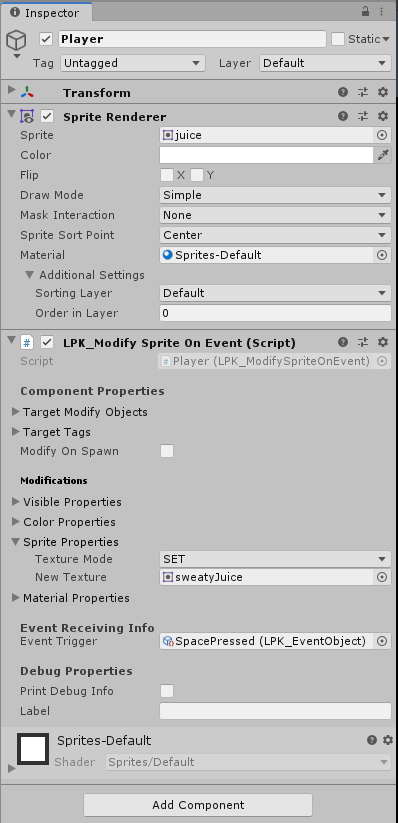 Inspector
Player
Static
Tag Untagged Layer Default
Transform
Sprite Renderer
Sprite juice
Color
Flip X Y
Draw Mode Simple
Mask Interaction None
Sprite Sort Point Center
Material Sprites-Default
Additional Settings
Sorting Layer Default
Order in Layer 0
# LPK_Modify Sprite On Event (Script)
Script # Player (LPK_ModifySpriteOnEvent)
Component Properties
Target Modify Objects
Target Tags
Modify On Spawn
Modifications
Visible Properties
Color Properties
Sprite Properties
Texture Mode SET
New Texture sweatyJuice
Material Properties
Event Receiving Info
Event Trigger SpacePressed (LPK_EventObject)
Debug Properties
Print Debug Info
Label
Sprites-Default
Shader Sprites/Default
Add Component